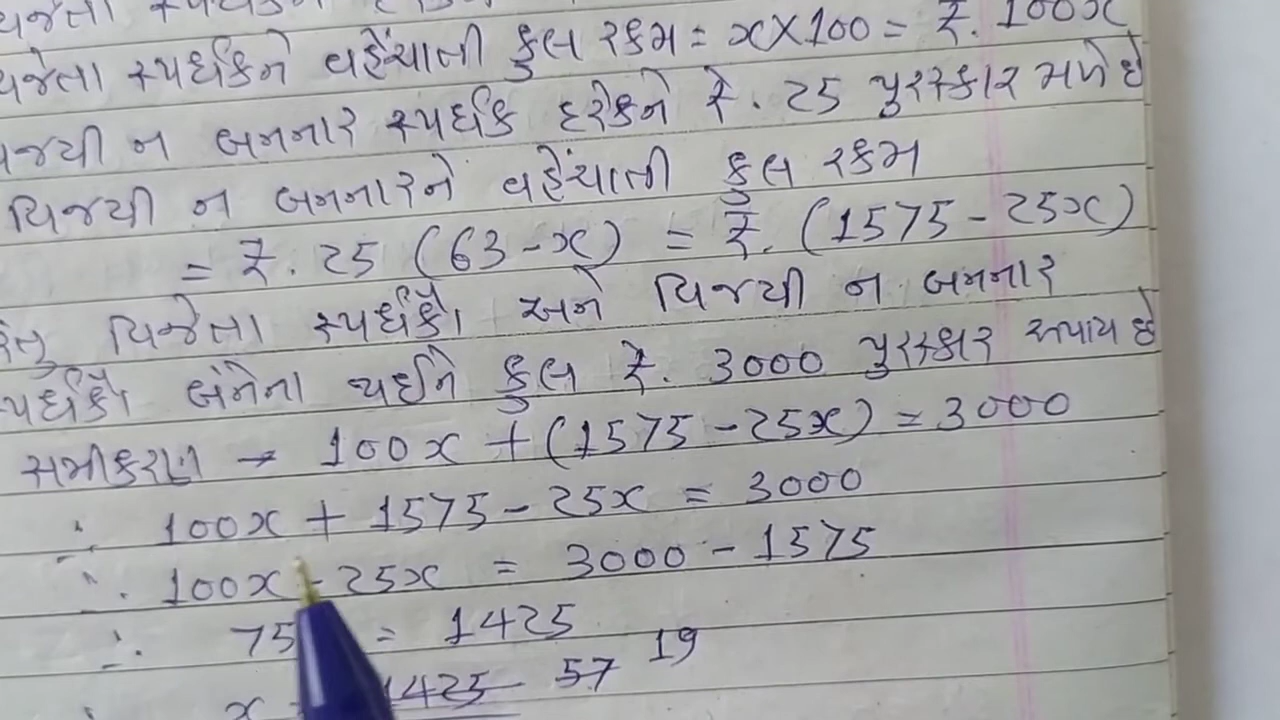 વિજેતા સ્પર્ધકને વહેંચાતી કુલ રકમ = x×100 = રૂ. 100x
વિજયી ન બનનાર સ્પર્ધક દરેકને રૂ. 25 પુરસ્કાર મળે છે
વિજયી ન બનનારને વહેંચાતી કુલ રકમ
= રૂ. 25 (63-x) = રૂ. (1575-25x)
વિજેતા સ્પર્ધકો અને વિજયી ન બનનાર
સ્પર્ધકો બંનેના થઈને કુલ રૂ. 3000 પુરસ્કાર અપાય છે
સમીકરણ → 100x + (1575-25x) = 3000
∴ 100x + 1575 - 25x = 3000
∴ 100x - 25x = 3000 - 1575
∴ 75 = 1425
∴ x 1425 57 19